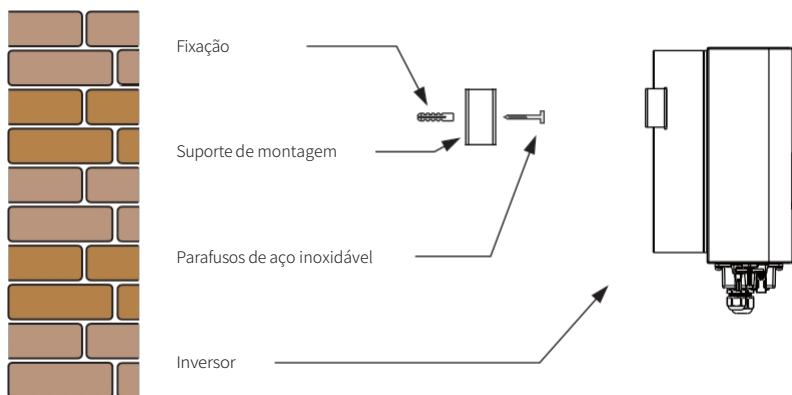 Fixação
Suporte de montagem
Parafusos de aço inoxidável
Inversor